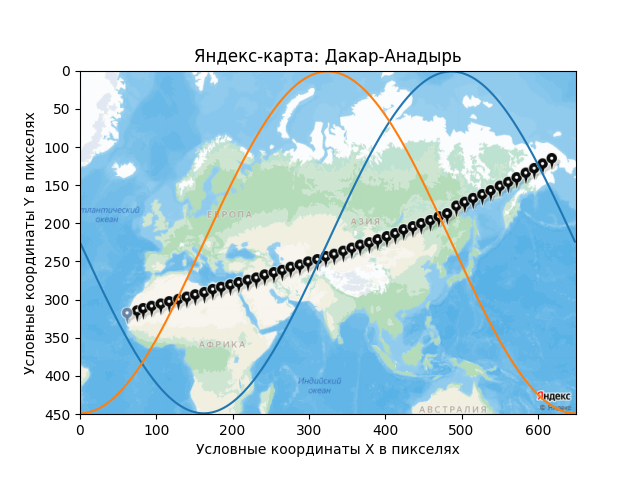 Яндекс-карта: Дакар-Анадырь
Условные координаты Y в пикселях
0
50
100
150
200
250
300
350
400
450
тлантический
океан
ЕВРОПА
АЗИЯ
АФРИКА
Индийский
океан
АВСТРАЛИЯ
Яндекс
© Яндекс
0
100
200
300
400
500
600
Условные координаты X в пикселях